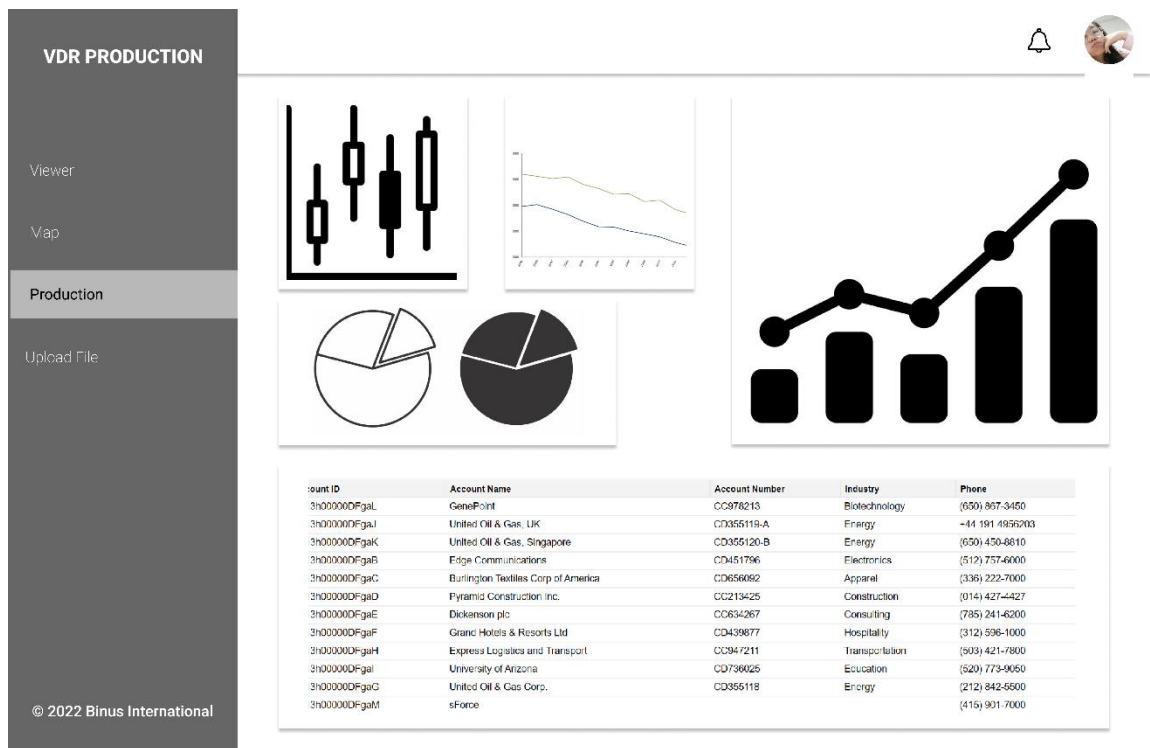 VDR PRODUCTION
Viewer
Map
Production
Upload File
© 2022 Binus International
:ount ID Account Name Account Number Industry Phone
3h00000DFgaL GenePoint CC978213 Biotechnology (650) 867-3450
3h00000DFgaJ United Oil & Gas, UK CD355119-A Energy +44 191 4956203
3h00000DFgaK United Oil & Gas, Singapore CD355120-B Energy (650) 450-8810
3h00000DFgaB Edge Communications CD451796 Electronics (512) 757-6000
3h00000DFgaC Burlington Textiles Corp of America CD656092 Apparel (336) 222-7000
3h00000DFgaD Pyramid Construction Inc. CC213425 Construction (014) 427-4427
3h00000DFgaE Dickenson plc CC634267 Consulting (785) 241-6200
3h00000DFgaF Grand Hotels & Resorts Ltd CD439877 Hospitality (312) 596-1000
3h00000DFgaH Express Logistics and Transport CC947211 Transportation (503) 421-7800
3h00000DFgaI University of Arizona CD736025 Education (520) 773-9050
3h00000DFgaG United Oil & Gas Corp. CD355118 Energy (212) 842-5500
3h00000DFgaM sForce (415) 901-7000